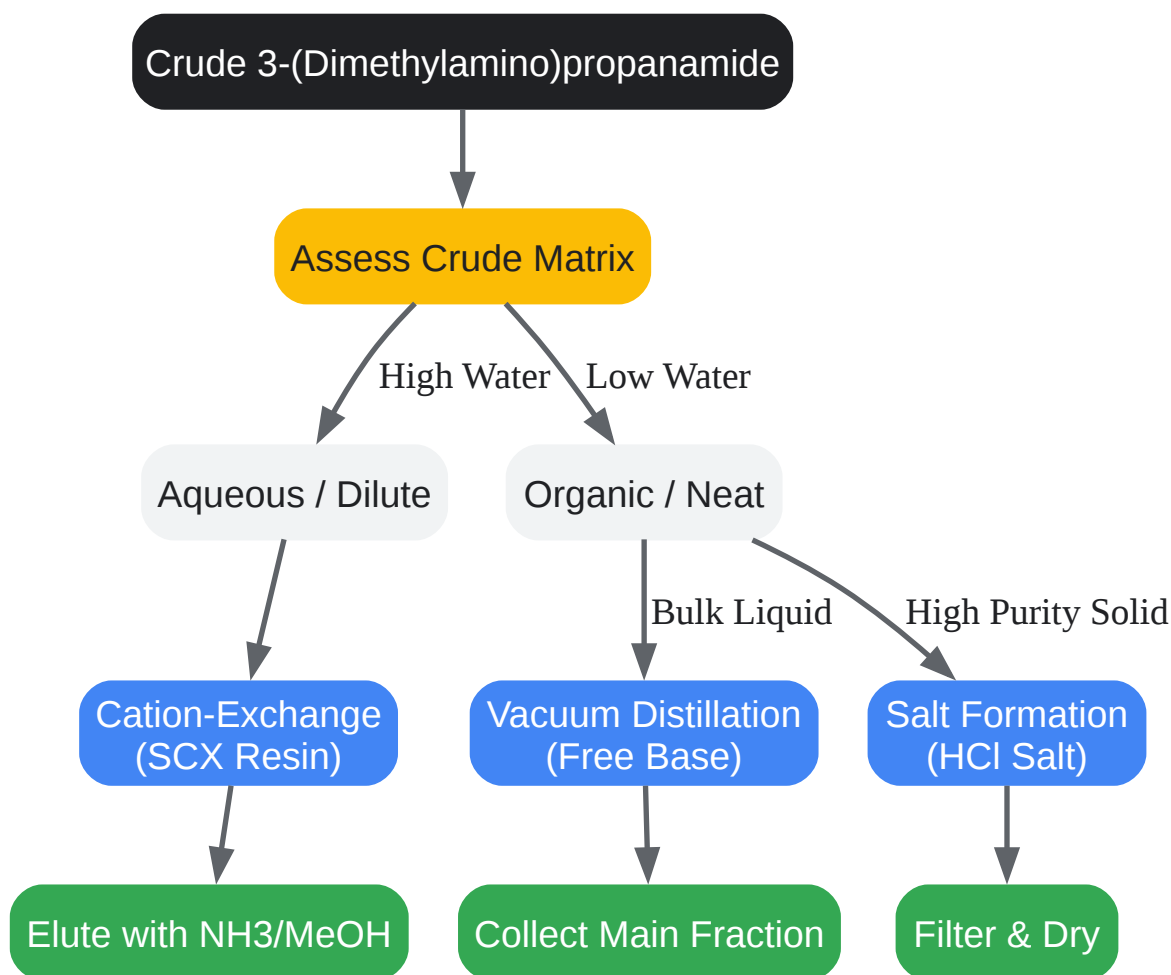 Crude 3-(Dimethylamino)propanamide
Assess Crude Matrix
High Water
Low Water
Aqueous / Dilute
Organic / Neat
Bulk Liquid
High Purity Solid
Cation-Exchange
(SCX Resin)
Vacuum Distillation
(Free Base)
Salt Formation
(HCl Salt)
Elute with NH3/MeOH
Collect Main Fraction
Filter & Dry